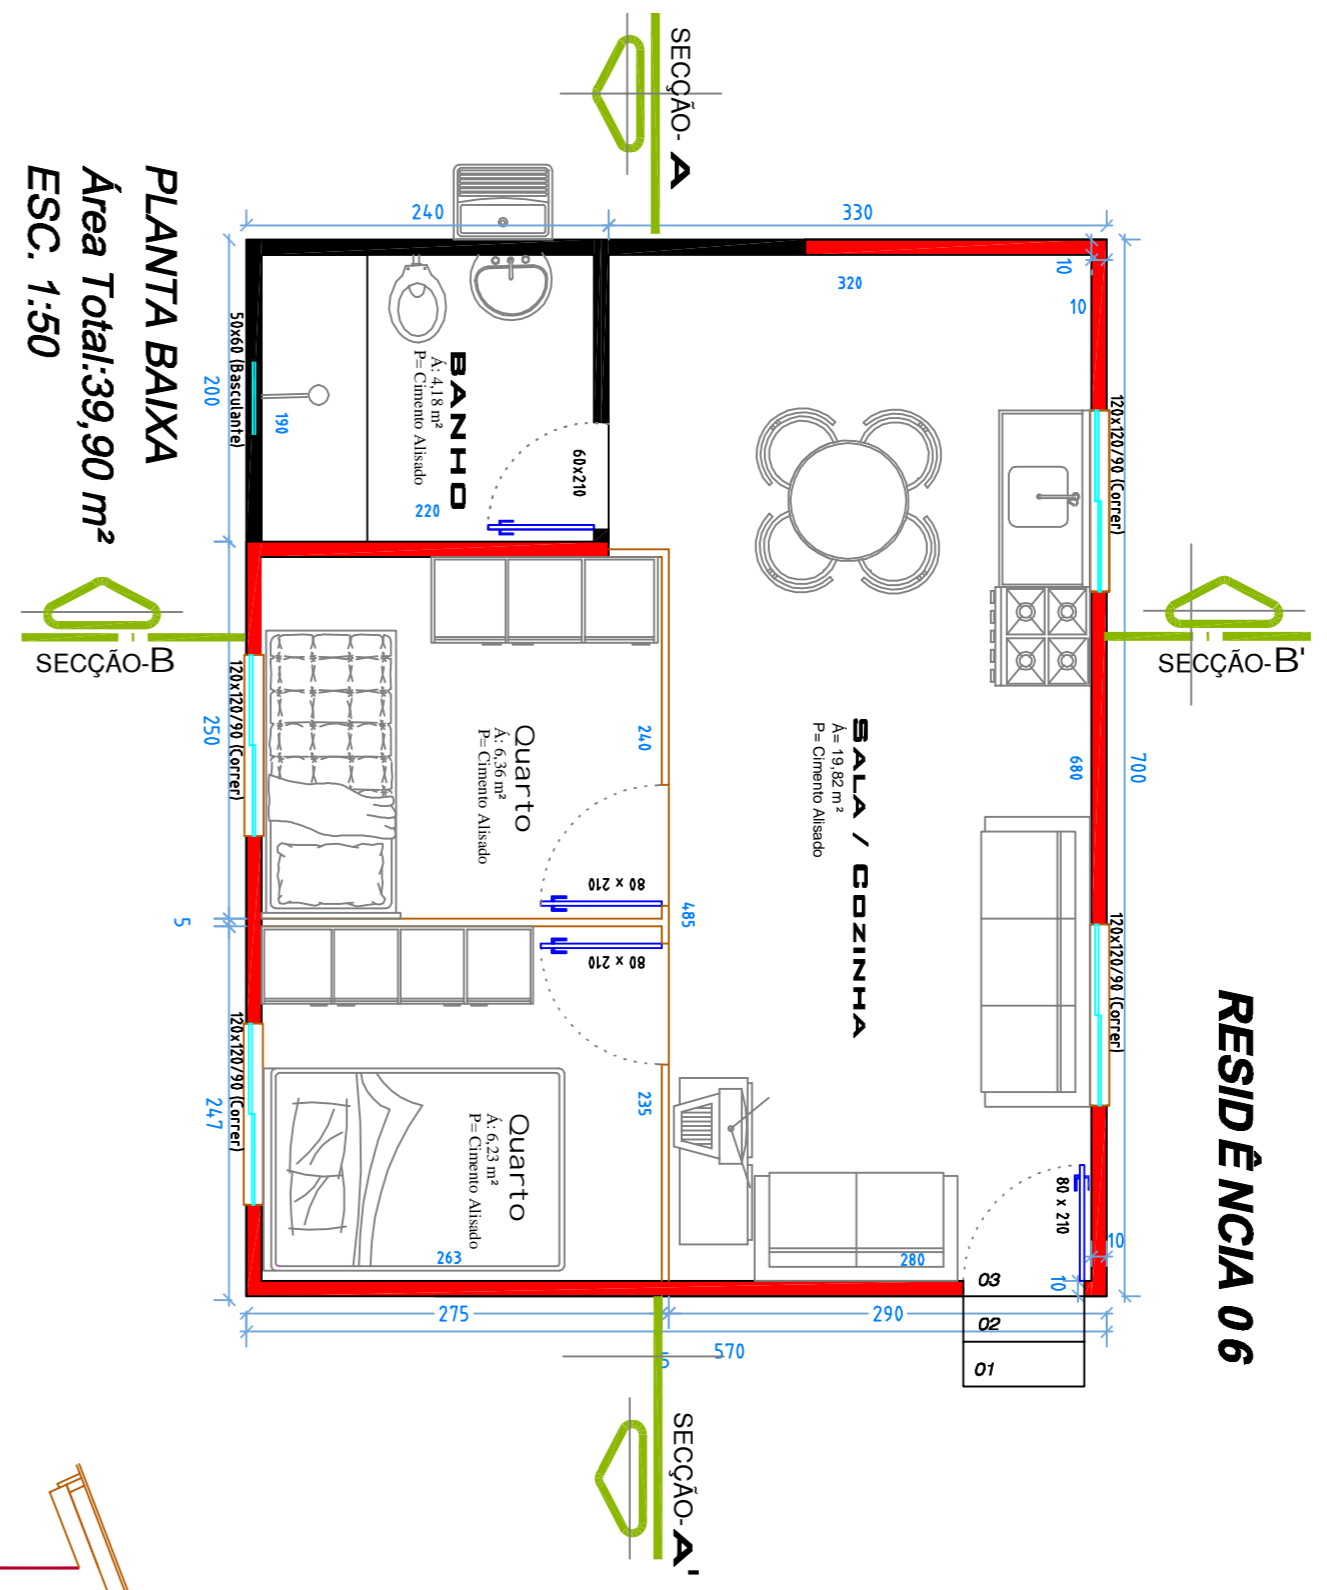 SECÇÃO- A
PLANTA BAIXA
Área Total:39,90 m²
ESC. 1:50
RESIDÊNCIA 06
240
330
10
320
10
50x60 (Basculante)
200
190
BANHO
Á: 4,18 m²
P= Cimento Alisado
220
60x210
120x120/90 (Correr)
SECÇÃO-B
SECÇÃO-B'
120x120/90 (Correr)
250
Quarto
Á: 6,36 m²
P= Cimento Alisado
240
80 x 210
485
SALA / COZINHA
Á= 19,82 m²
P= Cimento Alisado
680
700
5
80 x 210
120x120/90 (Correr)
120x120/90 (Correr)
247
Quarto
Á: 6,23 m²
P= Cimento Alisado
235
263
280
80 x 210
10
10
03
02
01
275
290
5
570
SECÇÃO-A'